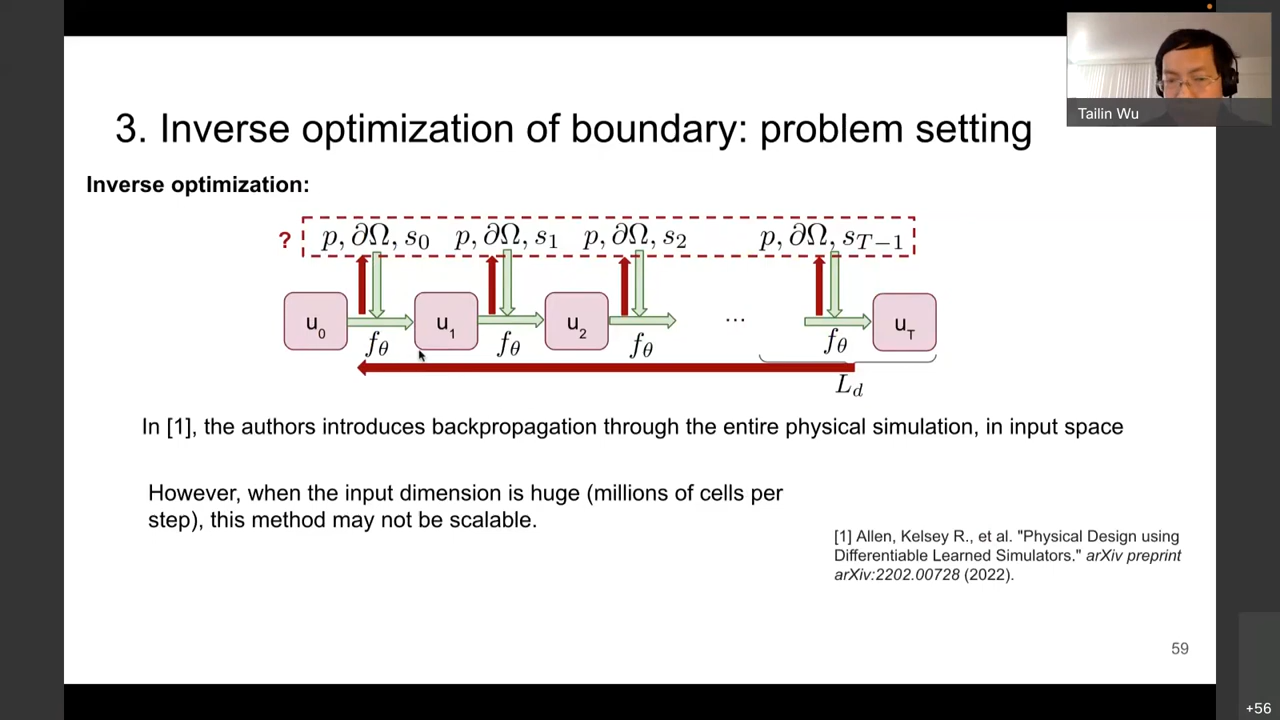 Tailin Wu
3. Inverse optimization of boundary: problem setting
Inverse optimization:
? p, ∂Ω, s₀ p, ∂Ω, s₁ p, ∂Ω, s₂ p, ∂Ω, s_{T−1}
u₀ u₁ u₂ ... u_T
f_θ f_θ f_θ f_θ
L_d
In [1], the authors introduces backpropagation through the entire physical simulation, in input space
However, when the input dimension is huge (millions of cells per
step), this method may not be scalable.
[1] Allen, Kelsey R., et al. "Physical Design using
Differentiable Learned Simulators." arXiv preprint
arXiv:2202.00728 (2022).
59
+56